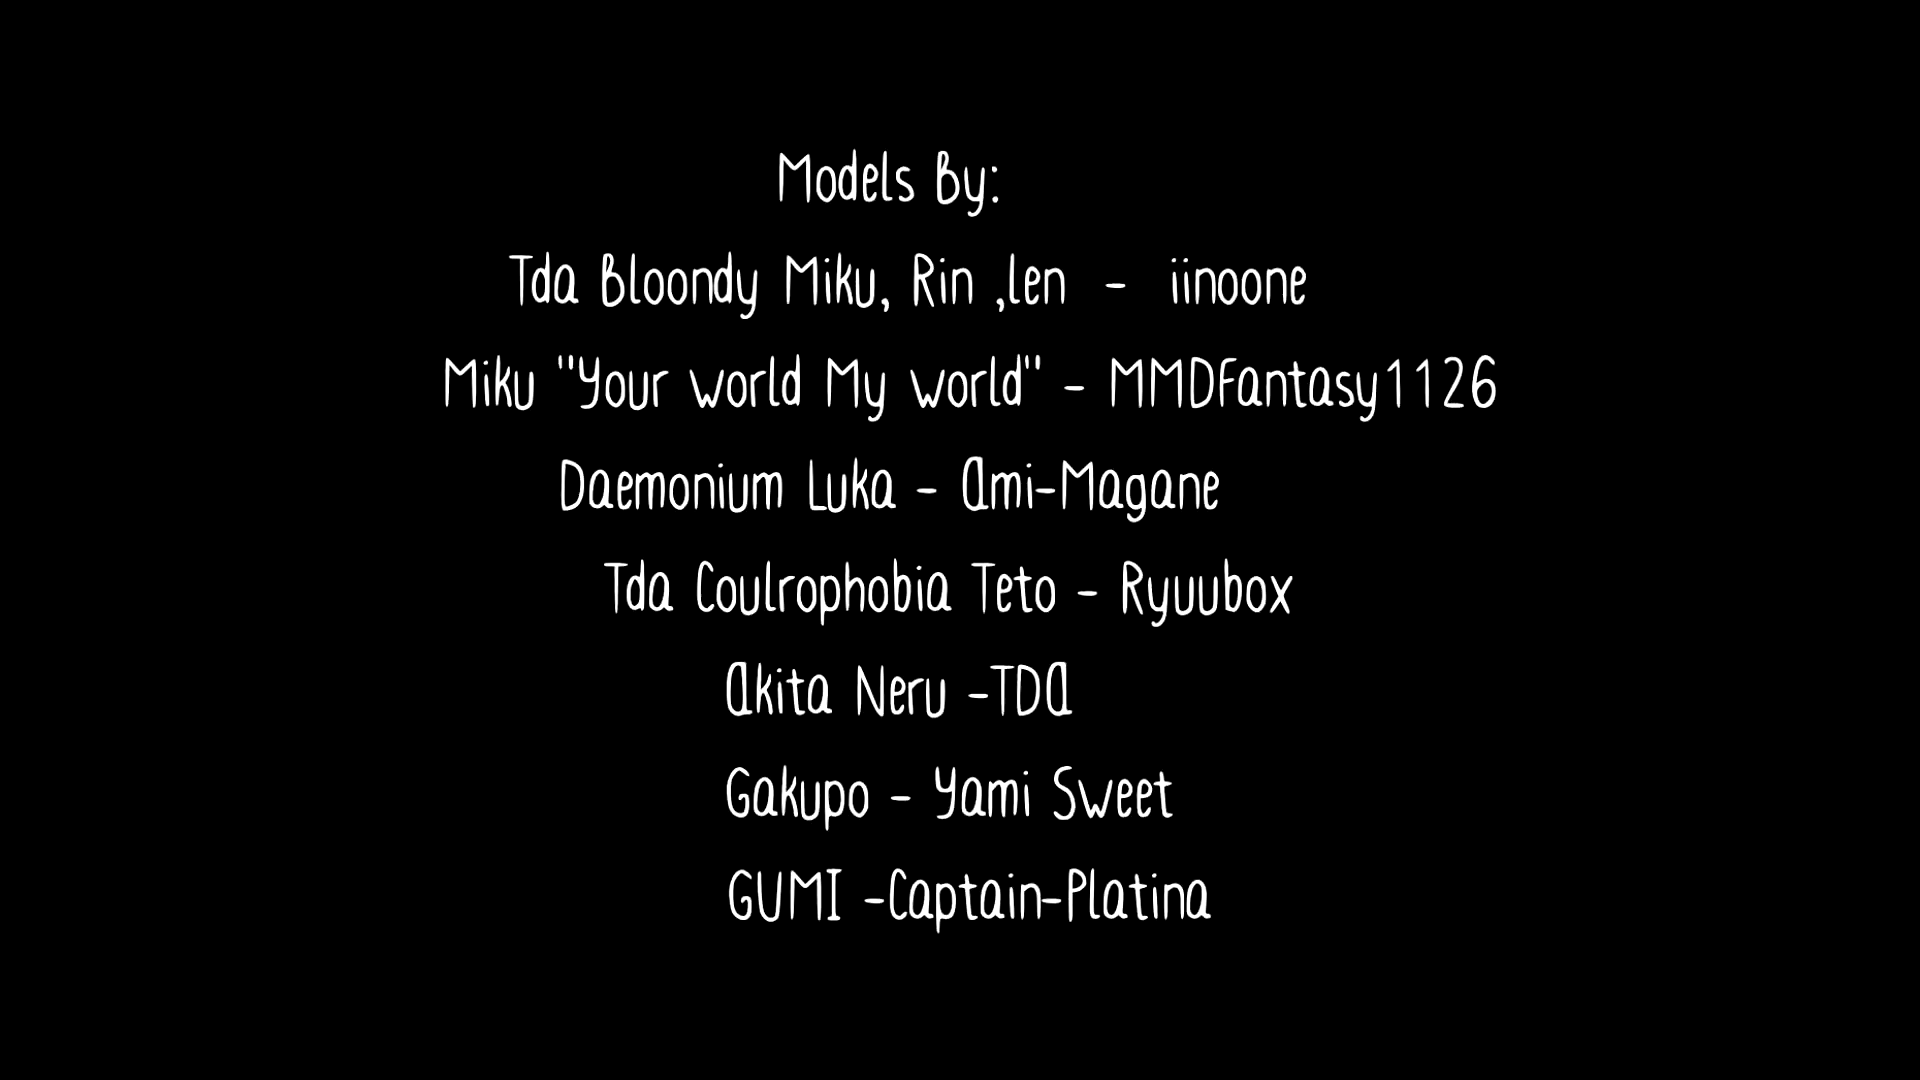 Models By:
Tda Bloondy Miku, Rin ,len - iinoone
Miku "Your world My world" - MMDFantasy1126
Daemonium Luka - Ami-Magane
Tda Coulrophobia Teto - Ryuubox
Akita Neru -TDA
Gakupo - Yami Sweet
GUMI -Captain-Platina